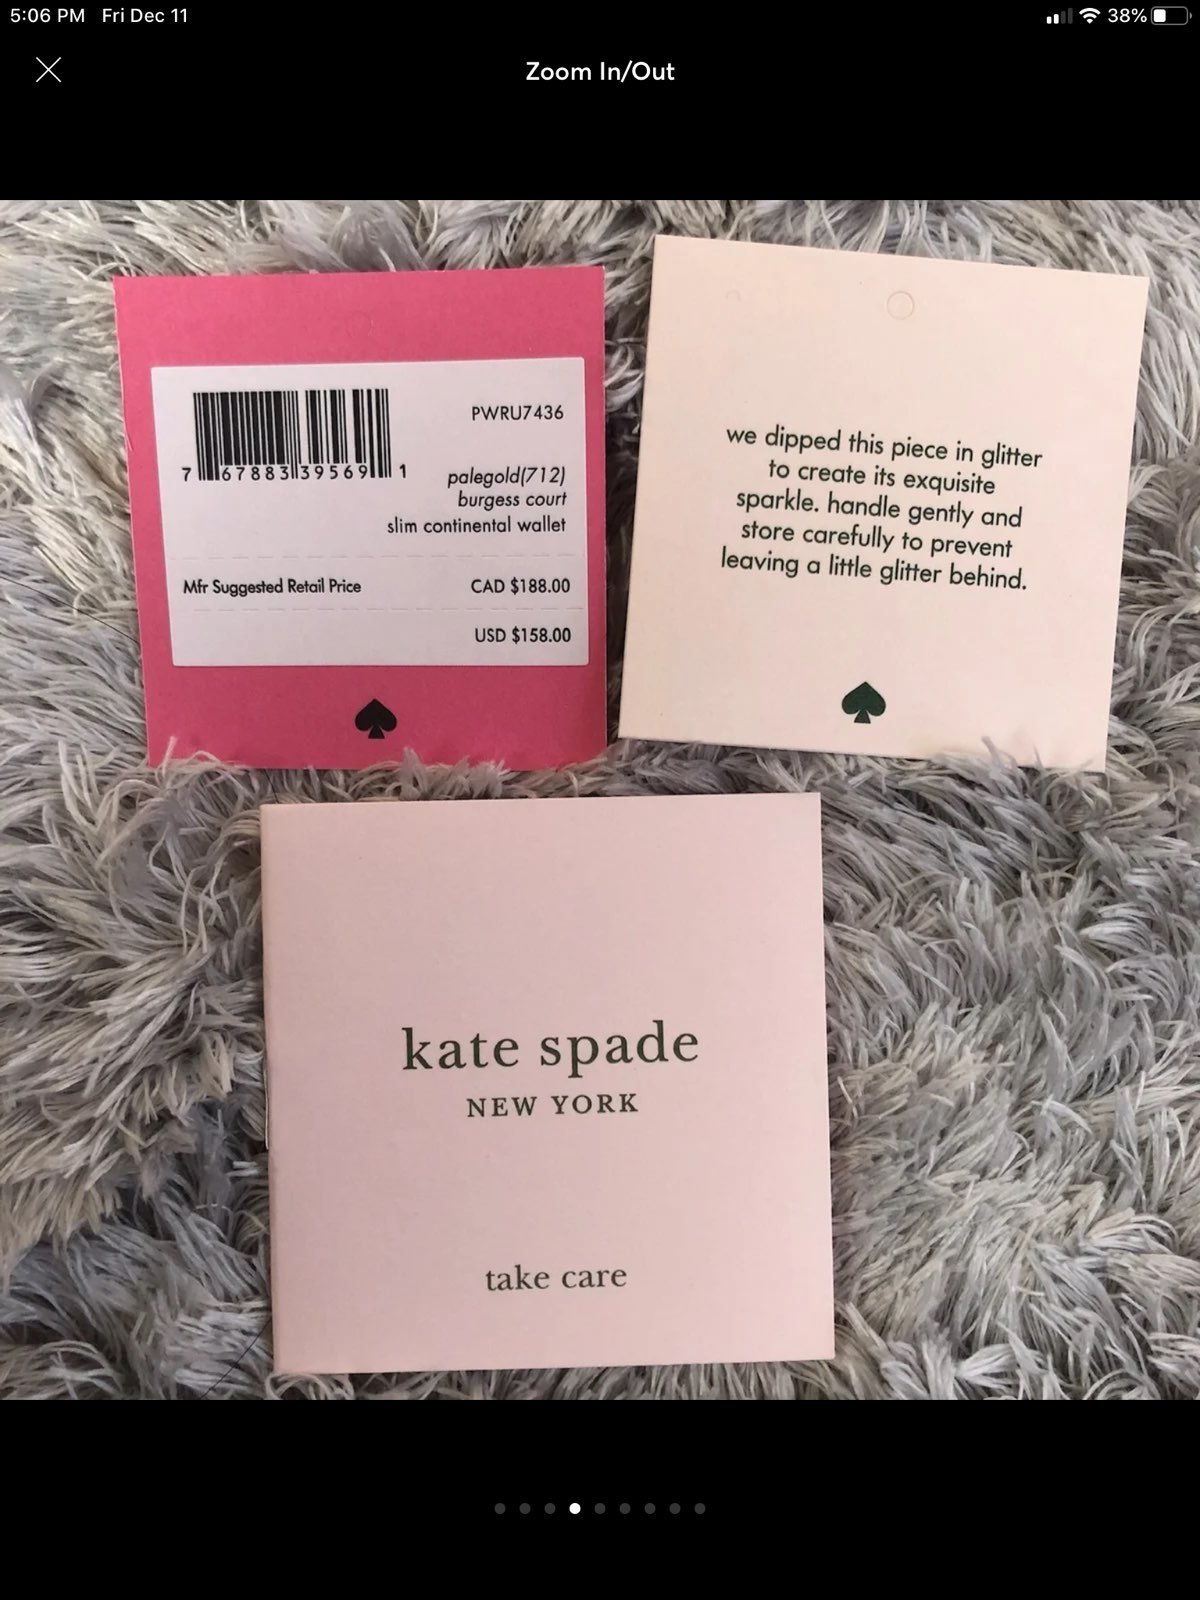 5:06 PM Fri Dec 11
38%
Zoom In/Out
PWRU7436
7 67883 39569 1
palegold(712)
burgess court
slim continental wallet
Mfr Suggested Retail Price CAD $188.00
USD $158.00
we dipped this piece in glitter
to create its exquisite
sparkle. handle gently and
store carefully to prevent
leaving a little glitter behind.
kate spade
NEW YORK
take care